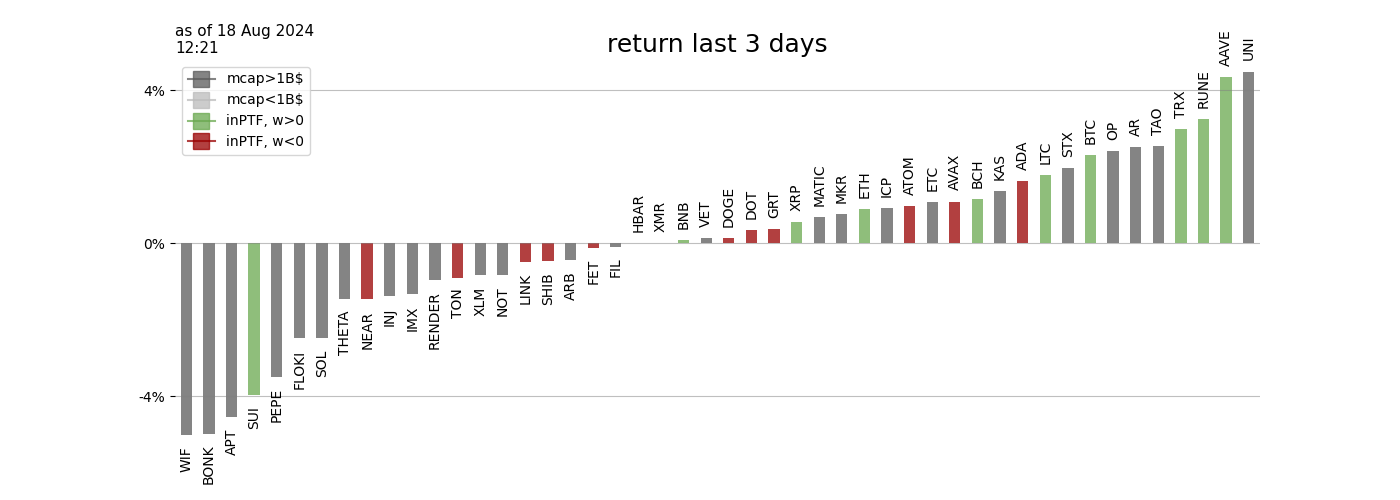 as of 18 Aug 2024
12:21
return last 3 days
mcap>1B$
mcap<1B$
inPTF, w>0
inPTF, w<0
4%
0%
-4%
WIF
BONK
APT
SUI
PEPE
FLOKI
SOL
THETA
NEAR
INJ
IMX
RENDER
TON
XLM
NOT
LINK
SHIB
ARB
FET
FIL
HBAR
XMR
BNB
VET
DOGE
DOT
GRT
XRP
MATIC
MKR
ETH
ICP
ATOM
ETC
AVAX
BCH
KAS
ADA
LTC
STX
BTC
OP
AR
TAO
TRX
RUNE
AAVE
UNI